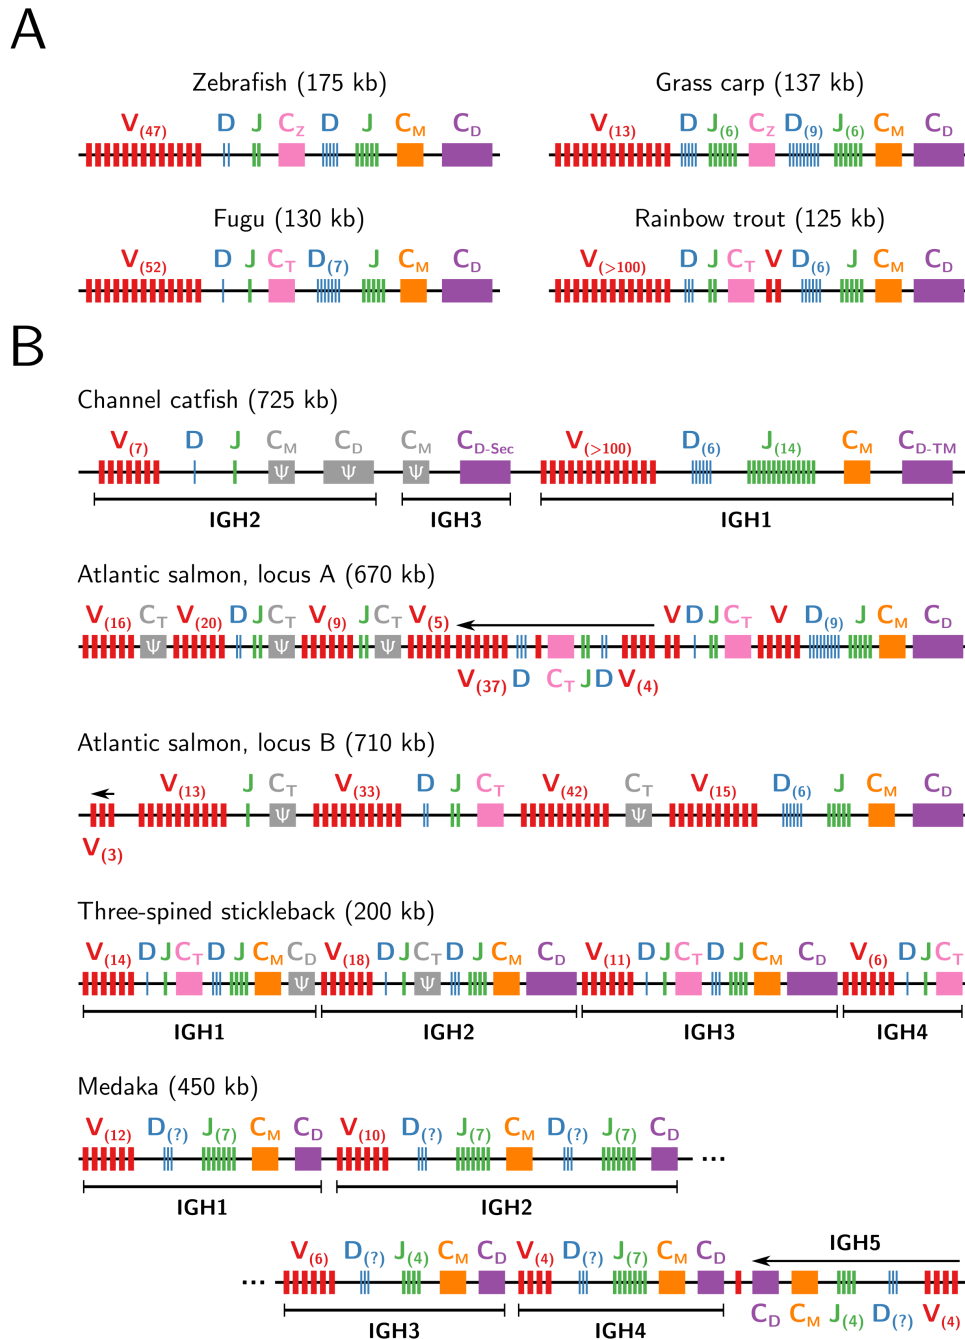 A
Zebrafish (175 kb)
V(47) D J CZ D J CM CD
Grass carp (137 kb)
V(13) D J(6) CZ D(9) J(6) CM CD
Fugu (130 kb)
V(52) D J CT D(7) J CM CD
Rainbow trout (125 kb)
V(>100) D J CT V D(6) J CM CD
B
Channel catfish (725 kb)
V(7) D J CM CD CM CD-Sec V(>100) D(6) J(14) CM CD-TM
Ψ Ψ Ψ
IGH2 IGH3 IGH1
Atlantic salmon, locus A (670 kb)
V(16) CT V(20) D J CT V(9) J CT V(5) V D J CT V D(9) J CM CD
Ψ Ψ Ψ Ψ
V(37) D CT J D V(4)
Atlantic salmon, locus B (710 kb)
V(13) J CT V(33) D J CT V(42) CT V(15) D(6) J CM CD
Ψ Ψ
V(3)
Three-spined stickleback (200 kb)
V(14) D J CT D J CM CD V(18) D J CT D J CM CD V(11) D J CT D J CM CD V(6) D J CT
Ψ Ψ
IGH1 IGH2 IGH3 IGH4
Medaka (450 kb)
V(12) D(?) J(7) CM CD V(10) D(?) J(7) CM D(?) J(7) CD
...
IGH1 IGH2
IGH5
V(6) D(?) J(4) CM CD V(4) D(?) J(7) CM CD
...
CD CM J(4) D(?) V(4)
IGH3 IGH4